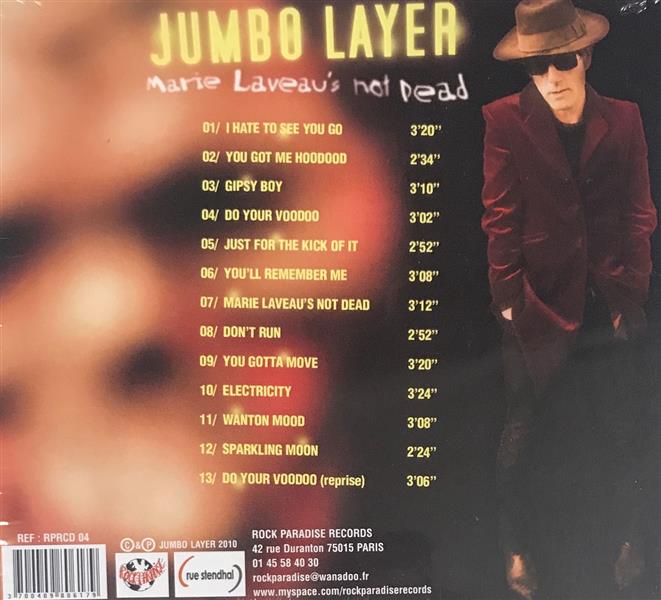 JUMBO LAYER
Marie Laveau's not Dead
01/ I HATE TO SEE YOU GO 3'20"
02/ YOU GOT ME HOODOOD 2'34"
03/ GIPSY BOY 3'10"
04/ DO YOUR VOODOO 3'02"
05/ JUST FOR THE KICK OF IT 2'52"
06/ YOU'LL REMEMBER ME 3'08"
07/ MARIE LAVEAU'S NOT DEAD 3'12"
08/ DON'T RUN 2'52"
09/ YOU GOTTA MOVE 3'20"
10/ ELECTRICITY 3'24"
11/ WANTON MOOD 3'08"
12/ SPARKLING MOON 2'24"
13/ DO YOUR VOODOO (reprise) 3'06"
REF : RPRCD 04
3 700409 806179
©&℗ JUMBO LAYER 2010
rue stendhal
ROCK PARADISE RECORDS
42 rue Duranton 75015 PARIS
01 45 58 40 30
rockparadise@wanadoo.fr
www.myspace.com/rockparadiserecords